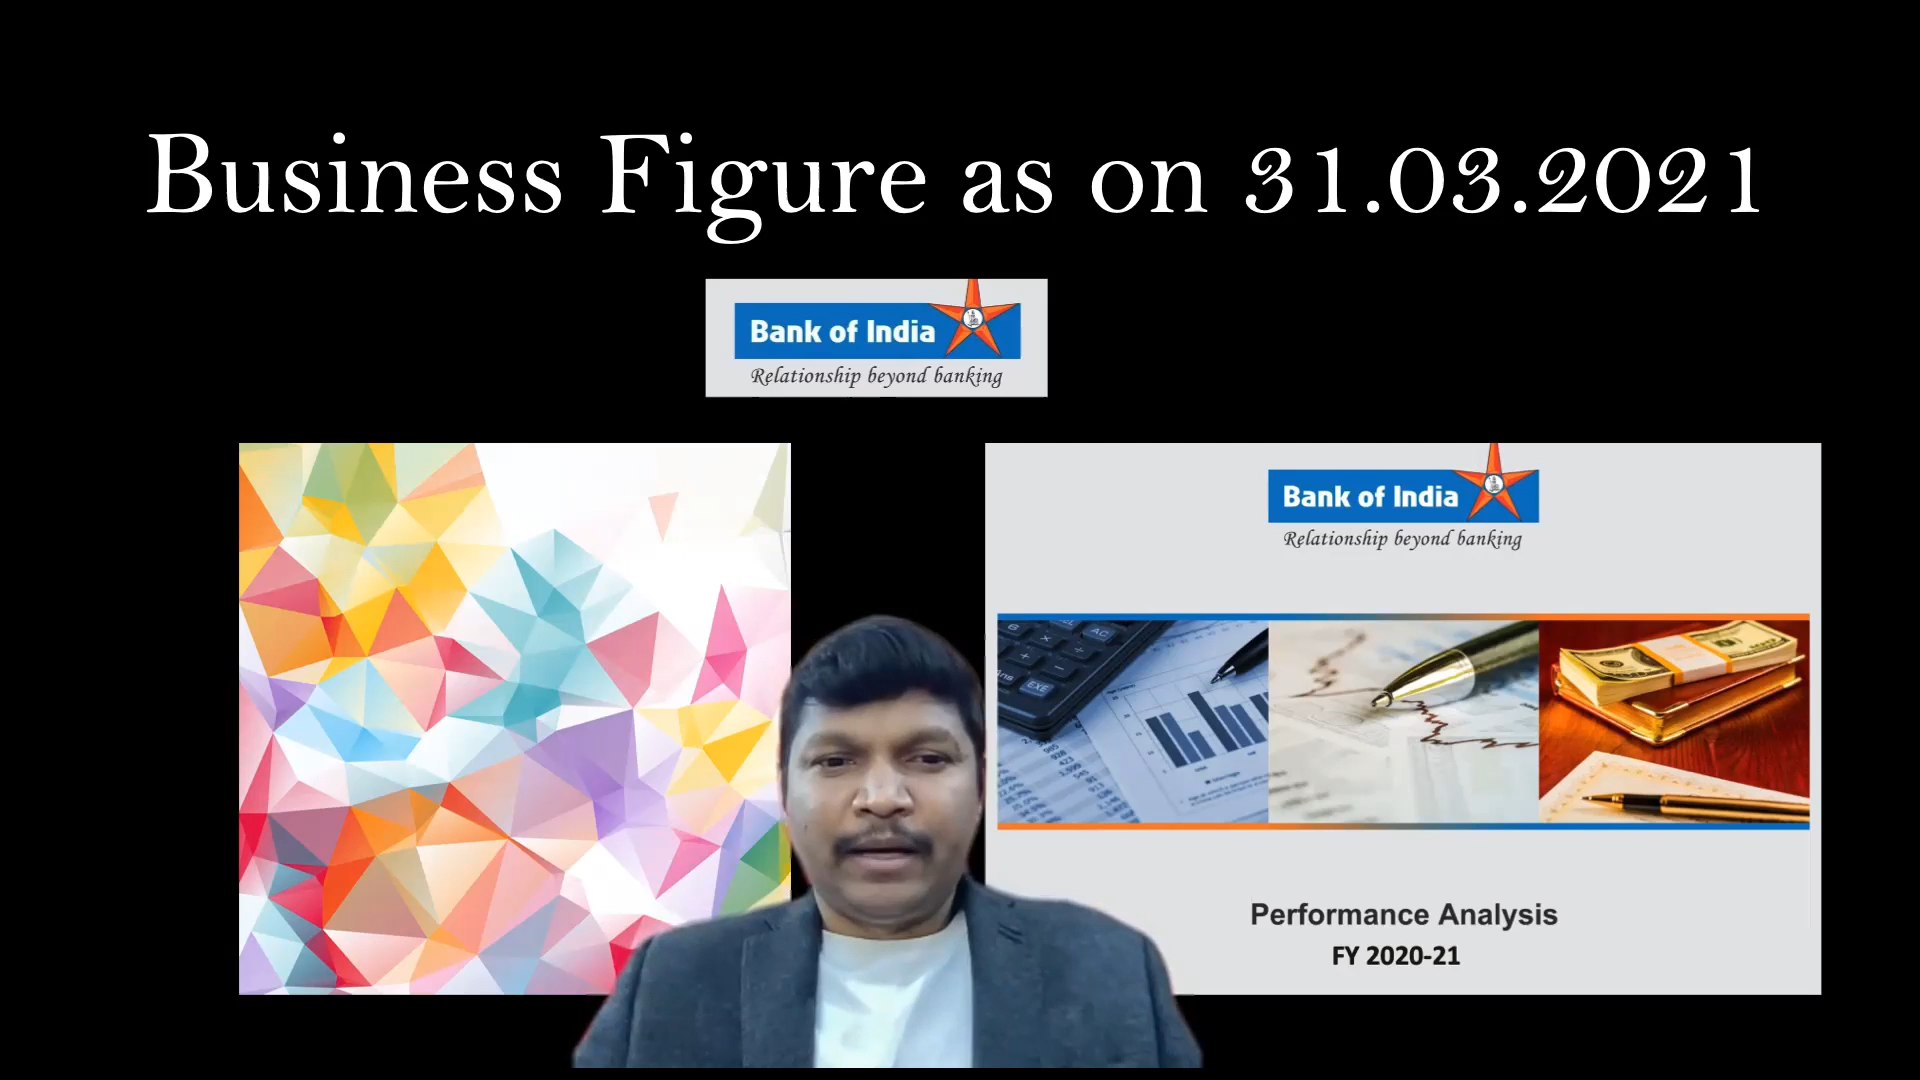 Business Figure as on 31.03.2021
Bank of India
Relationship beyond banking
Bank of India
Relationship beyond banking
Performance Analysis
FY 2020-21